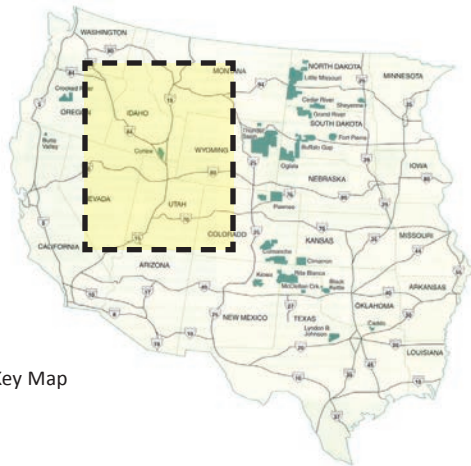 WASHINGTON
MONTANA
NORTH DAKOTA
Little Missouri
MINNESOTA
Crooked River
OREGON
IDAHO
Cedar River
Sheyenne
Grand River
SOUTH DAKOTA
Butte
Valley
Curlew
WYOMING
Thunder
Basin
Fort Pierre
Buffalo Gap
Oglala
IOWA
NEBRASKA
NEVADA
UTAH
Pawnee
COLORADO
KANSAS
MISSOURI
CALIFORNIA
Comanche
Cimarron
ARIZONA
Kiowa
Rita Blanca
McClellan Crk
Black
Kettle
ARKANSAS
OKLAHOMA
NEW MEXICO
TEXAS
Lyndon B.
Johnson
Caddo
LOUISIANA
Key Map